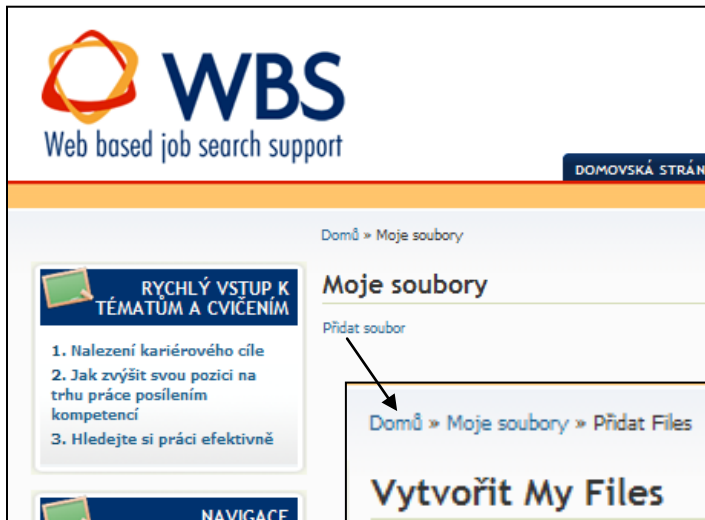 WBS
Web based job search support
DOMOVSKÁ STRÁN
Domů » Moje soubory
RYCHLÝ VSTUP K
TÉMATŮM A CVIČENÍM
1. Nalezení kariérového cíle
2. Jak zvýšit svou pozici na
trhu práce posílením
kompetencí
3. Hledejte si práci efektivně
NAVIGACE
Moje soubory
Přidat soubor
Domů » Moje soubory » Přidat Files
Vytvořit My Files